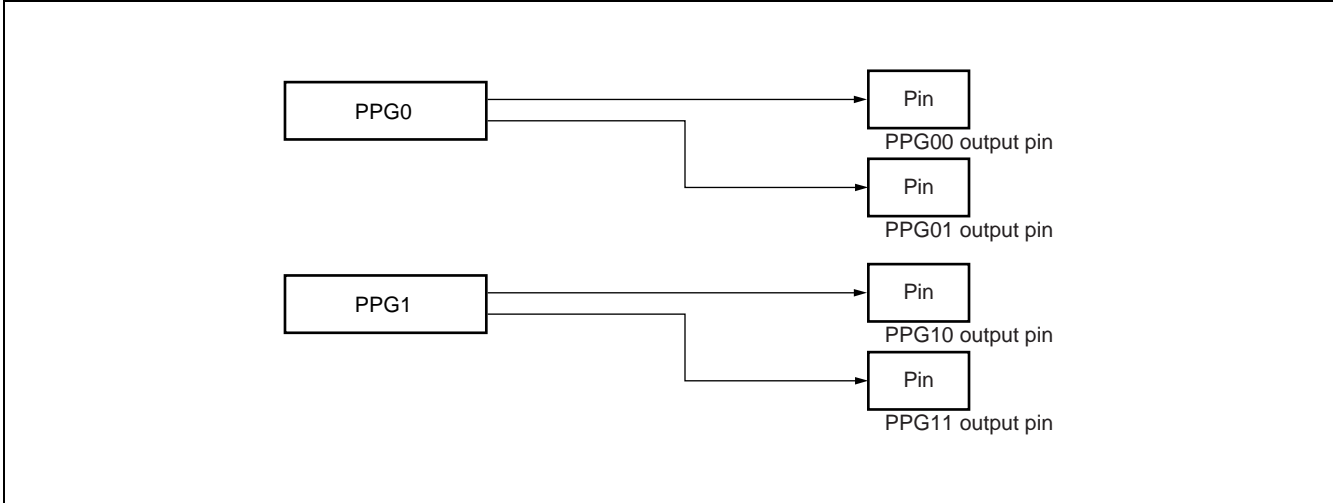 PPG0
Pin
PPG00 output pin
Pin
PPG01 output pin
PPG1
Pin
PPG10 output pin
Pin
PPG11 output pin